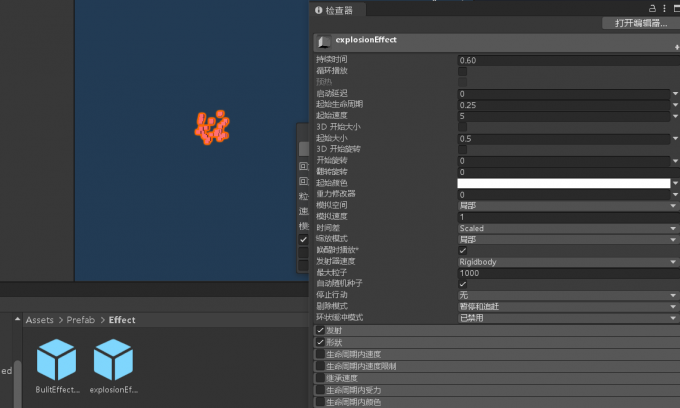 检查器
打开编辑器...
explosionEffect
持续时间 0.60
循环播放
预热
启动延迟 0
起始生命周期 0.25
起始速度 5
3D 开始大小
起始大小 0.5
3D 开始旋转
开始旋转 0
翻转旋转 0
起始颜色
重力修改器 0
模拟空间 局部
模拟速度 1
时间差 Scaled
缩放模式 局部
唤醒时播放*
发射器速度 Rigidbody
最大粒子 1000
自动随机种子
停止行动 无
剔除模式 暂停和追赶
环状缓冲模式 已禁用
发射
形状
生命周期内速度
生命周期内速度限制
继承速度
生命周期内受力
生命周期内颜色
回
回
粒
速
模
Assets > Prefab > Effect
ed
BulitEffect...
explosionEf...